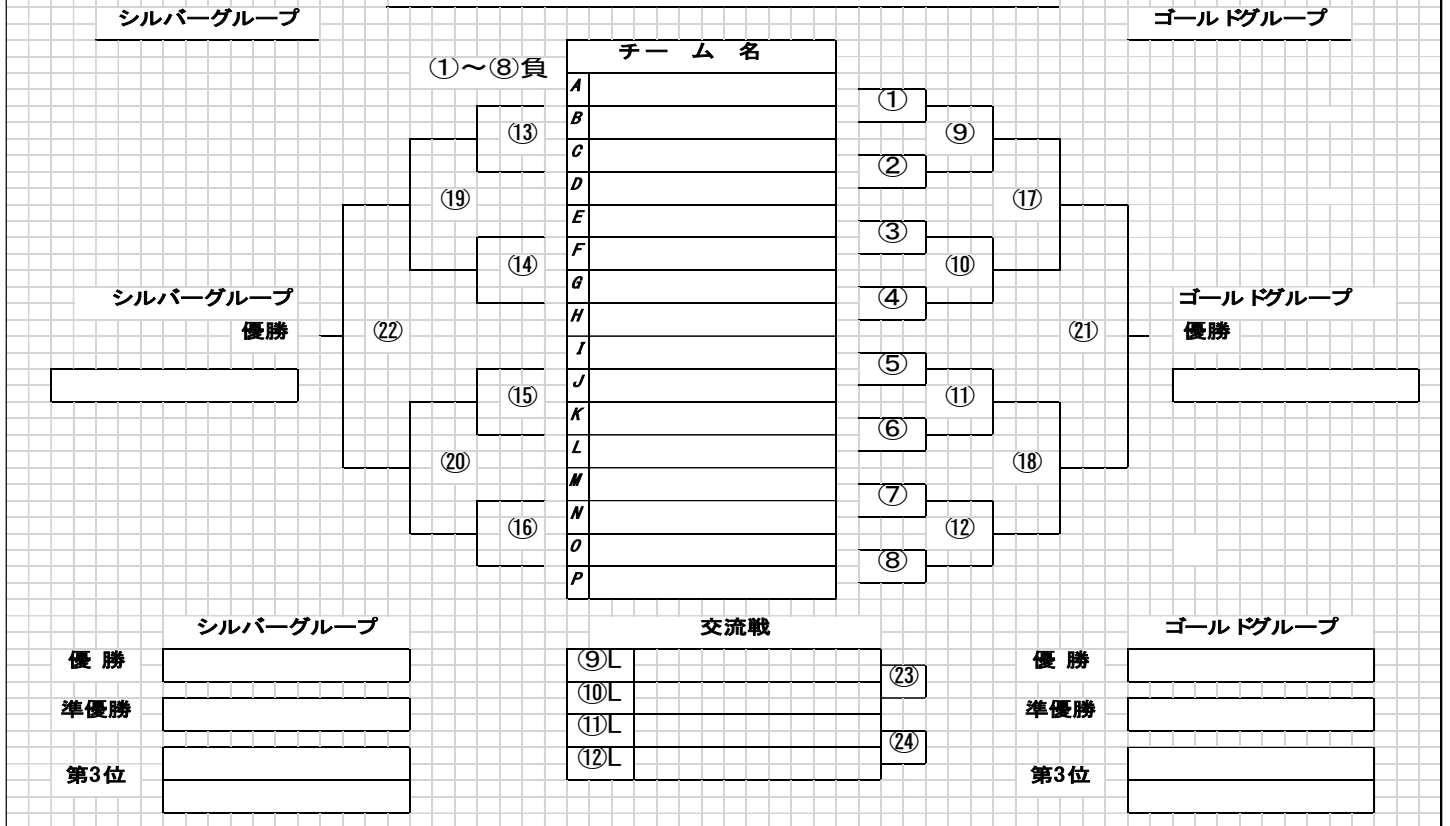 シルバーグループ ゴールドグループ
チーム名
①～⑧負
A
①
B
⑬ ⑨
C
②
D
⑲ ⑰
E
③
F
⑭ ⑩
G
④
シルバーグループ ゴールドグループ
H
優勝 ㉒ ㉑ 優勝
I
⑤
J
⑮ ⑪
K
⑥
L
⑳ ⑱
M
⑦
N
⑯ ⑫
O
⑧
P
シルバーグループ 交流戦 ゴールドグループ
優勝 ⑨L ㉓ 優勝
⑩L
準優勝 準優勝
⑪L
㉔
⑫L
第3位 第3位